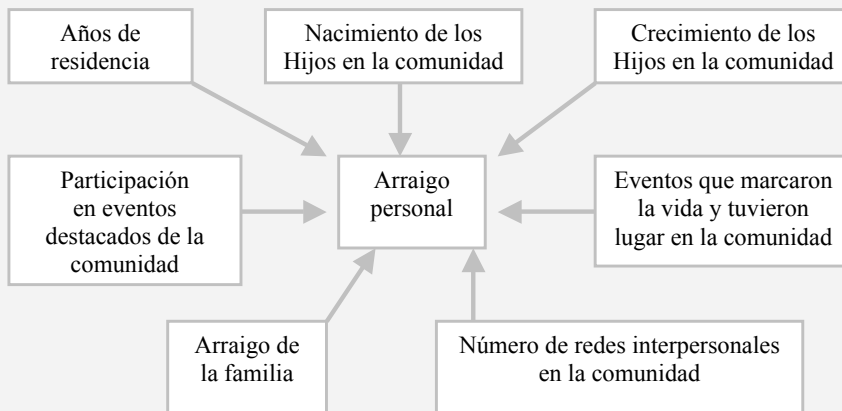 Años de
residencia
Nacimiento de los
Hijos en la comunidad
Crecimiento de los
Hijos en la comunidad
Participación
en eventos
destacados de la
comunidad
Arraigo
personal
Eventos que marcaron
la vida y tuvieron
lugar en la comunidad
Arraigo de
la familia
Número de redes interpersonales
en la comunidad